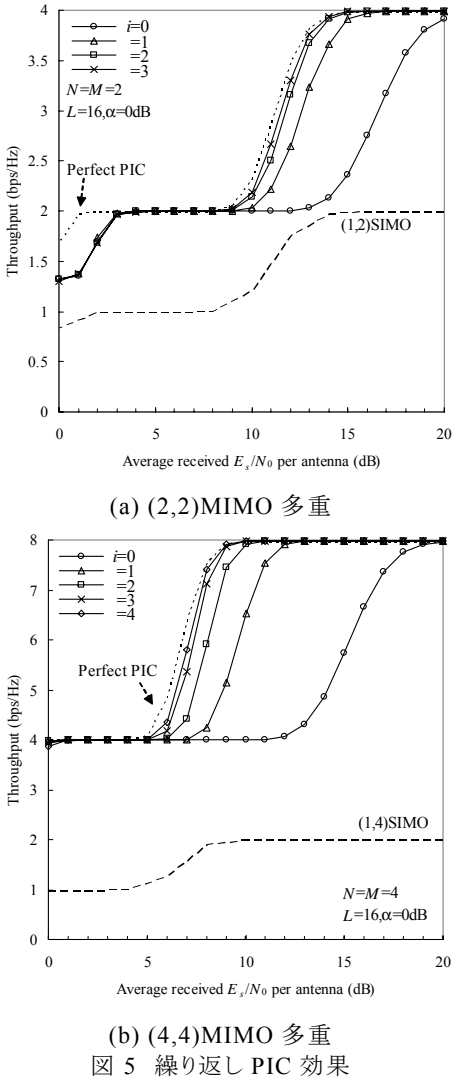 4
3.5
3
2.5
2
1.5
1
0.5
0
i=0
=1
=2
=3
N=M=2
L=16,α=0dB
Perfect PIC
(1,2)SIMO
Throughput (bps/Hz)
0 5 10 15 20
Average received Es/N0 per antenna (dB)
(a) (2,2)MIMO 多重
8
7
6
5
4
3
2
1
0
i=0
=1
=2
=3
=4
Perfect PIC
(1,4)SIMO
N=M=4
L=16,α=0dB
Throughput (bps/Hz)
0 5 10 15 20
Average received Es/N0 per antenna (dB)
(b) (4,4)MIMO 多重
図 5 繰り返し PIC 効果